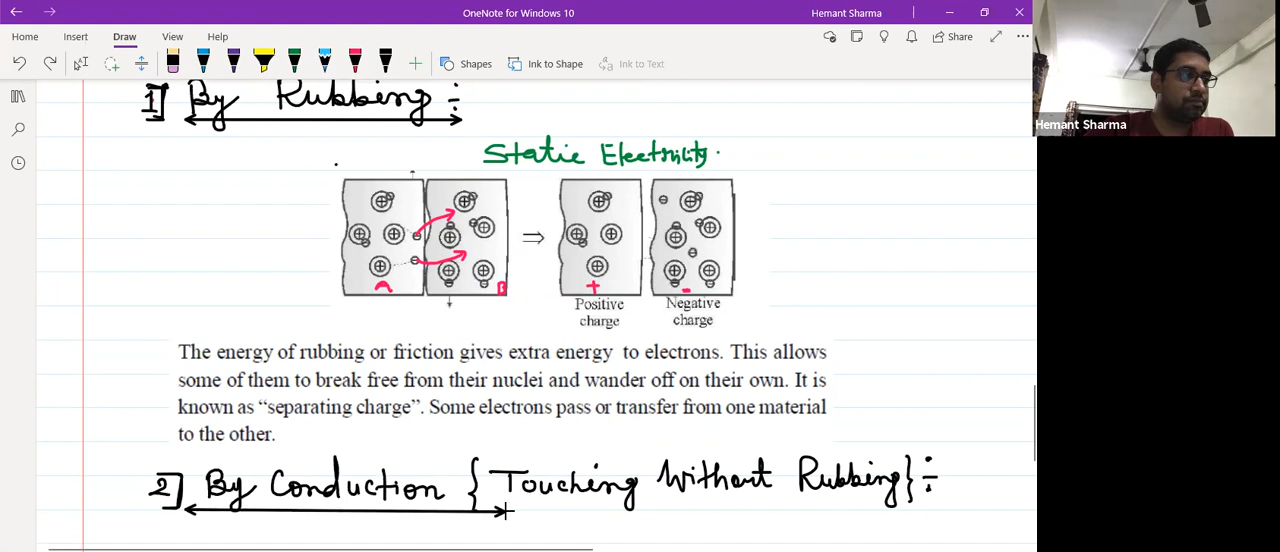 OneNote for Windows 10
Hemant Sharma
Home Insert Draw View Help
Share
Shapes Ink to Shape Ink to Text
1] By Rubbing ÷
Static Electricity.
A B + -
Positive charge
Negative charge
The energy of rubbing or friction gives extra energy to electrons. This allows
some of them to break free from their nuclei and wander off on their own. It is
known as “separating charge”. Some electrons pass or transfer from one material
to the other.
2] By Conduction { Touching Without Rubbing} ÷
Hemant Sharma